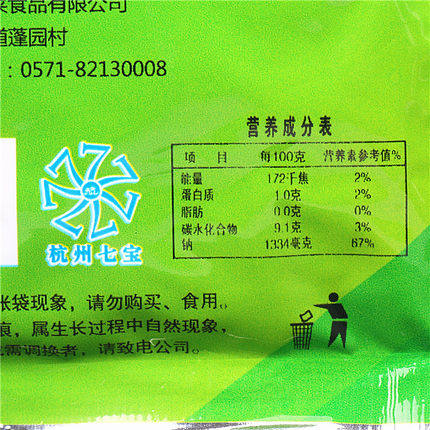 菜食品有限公司
道蓬园村
：0571-82130008
营养成分表
项 目 每100克 营养素参考值%
能量 172千焦 2%
蛋白质 1.0克 2%
脂肪 0.0克 0%
碳水化合物 9.1克 3%
钠 1334毫克 67%
杭州七宝
胀袋现象，请勿购买、食用。
痕，属生长过程中自然现象，
需调换者，请致电公司。